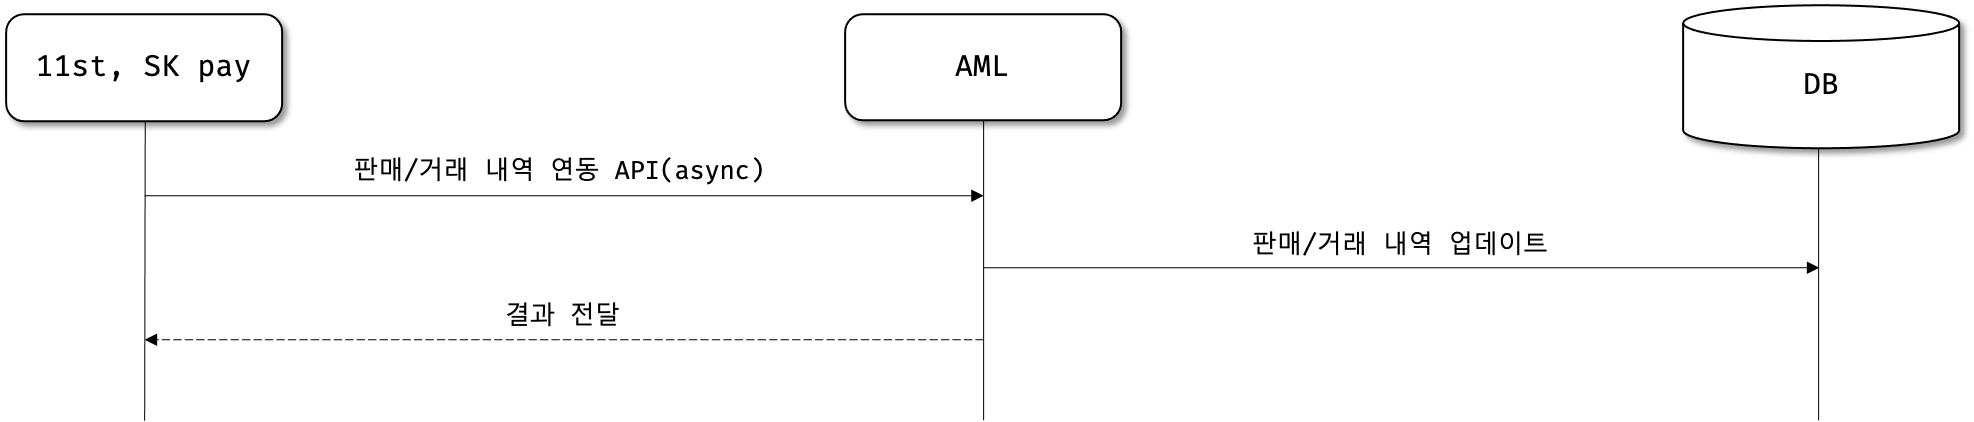 11st, SK pay
AML
DB
판매/거래 내역 연동 API(async)
판매/거래 내역 업데이트
결과 전달